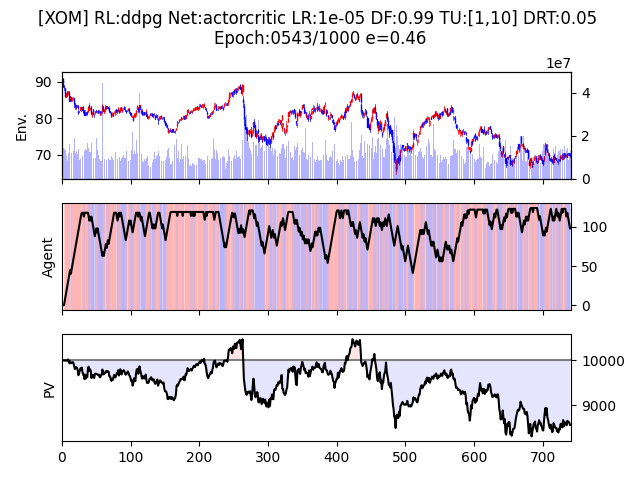 [XOM] RL:ddpg Net:actorcritic LR:1e-05 DF:0.99 TU:[1,10] DRT:0.05
Epoch:0543/1000 e=0.46
1e7
90
80
70
Env.
4
2
0
Agent
100
50
0
PV
10000
9000
0 100 200 300 400 500 600 700